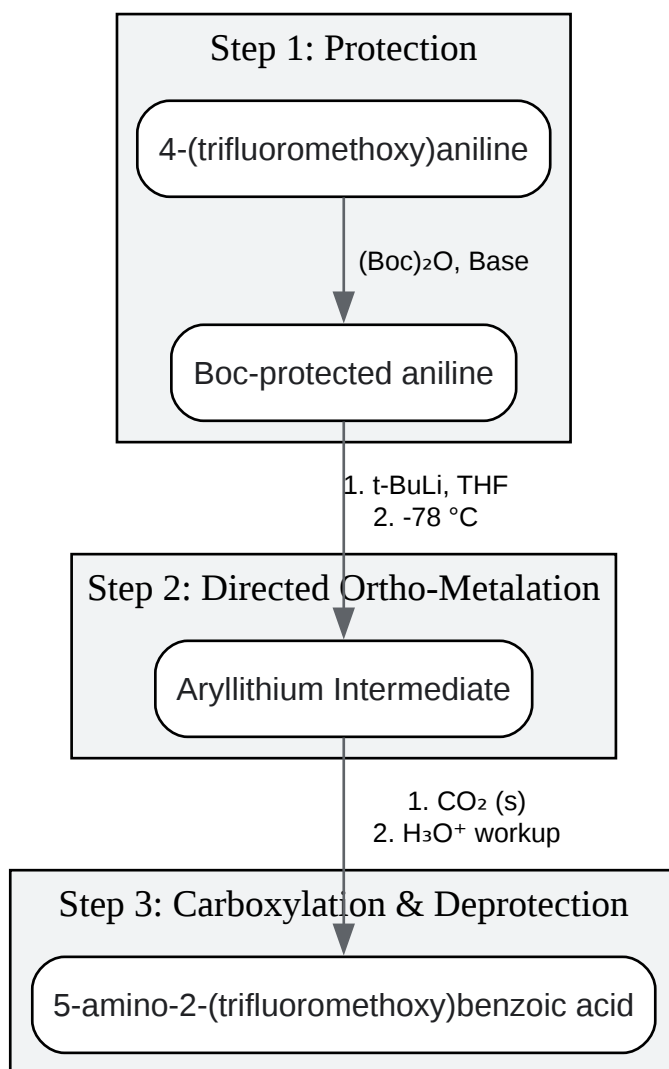 Step 1: Protection
4-(trifluoromethoxy)aniline
(Boc)₂O, Base
Boc-protected aniline
1. t-BuLi, THF
2. -78 °C
Step 2: Directed Ortho-Metalation
Aryllithium Intermediate
1. CO₂ (s)
2. H₃O⁺ workup
Step 3: Carboxylation & Deprotection
5-amino-2-(trifluoromethoxy)benzoic acid